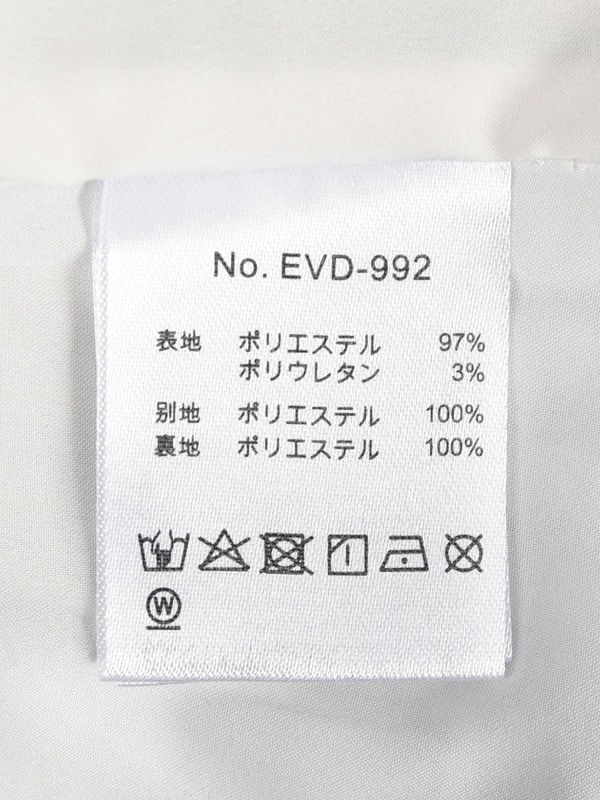 No. EVD-992
表地 ポリエステル 97%
ポリウレタン 3%
別地 ポリエステル 100%
裏地 ポリエステル 100%
W